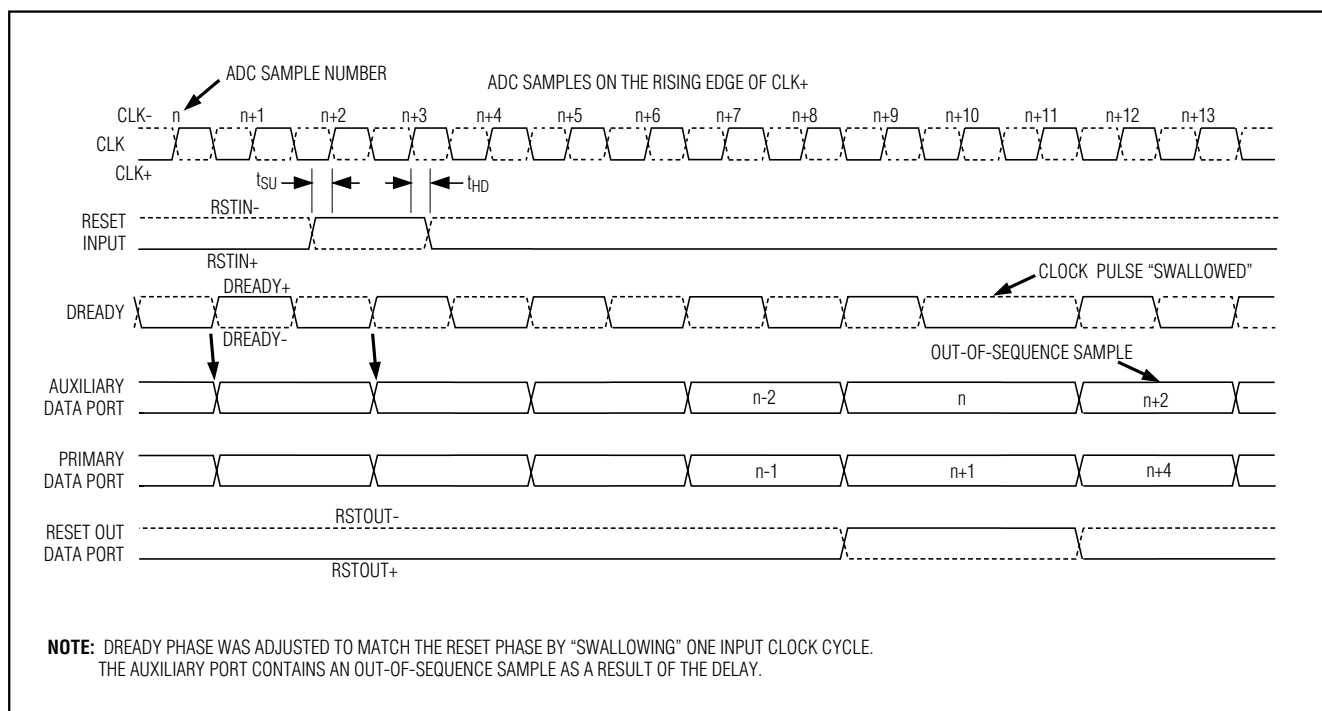 ADC SAMPLE NUMBER
ADC SAMPLES ON THE RISING EDGE OF CLK+
CLK-
n
n+1
n+2
n+3
n+4
n+5
n+6
n+7
n+8
n+9
n+10
n+11
n+12
n+13
CLK
CLK+
tSU
tHD
RSTIN-
RESET
INPUT
RSTIN+
CLOCK PULSE “SWALLOWED”
DREADY+
DREADY
DREADY-
OUT-OF-SEQUENCE SAMPLE
AUXILIARY
DATA PORT
n-2
n
n+2
PRIMARY
DATA PORT
n-1
n+1
n+4
RSTOUT-
RESET OUT
DATA PORT
RSTOUT+
NOTE: DREADY PHASE WAS ADJUSTED TO MATCH THE RESET PHASE BY “SWALLOWING” ONE INPUT CLOCK CYCLE.
THE AUXILIARY PORT CONTAINS AN OUT-OF-SEQUENCE SAMPLE AS A RESULT OF THE DELAY.